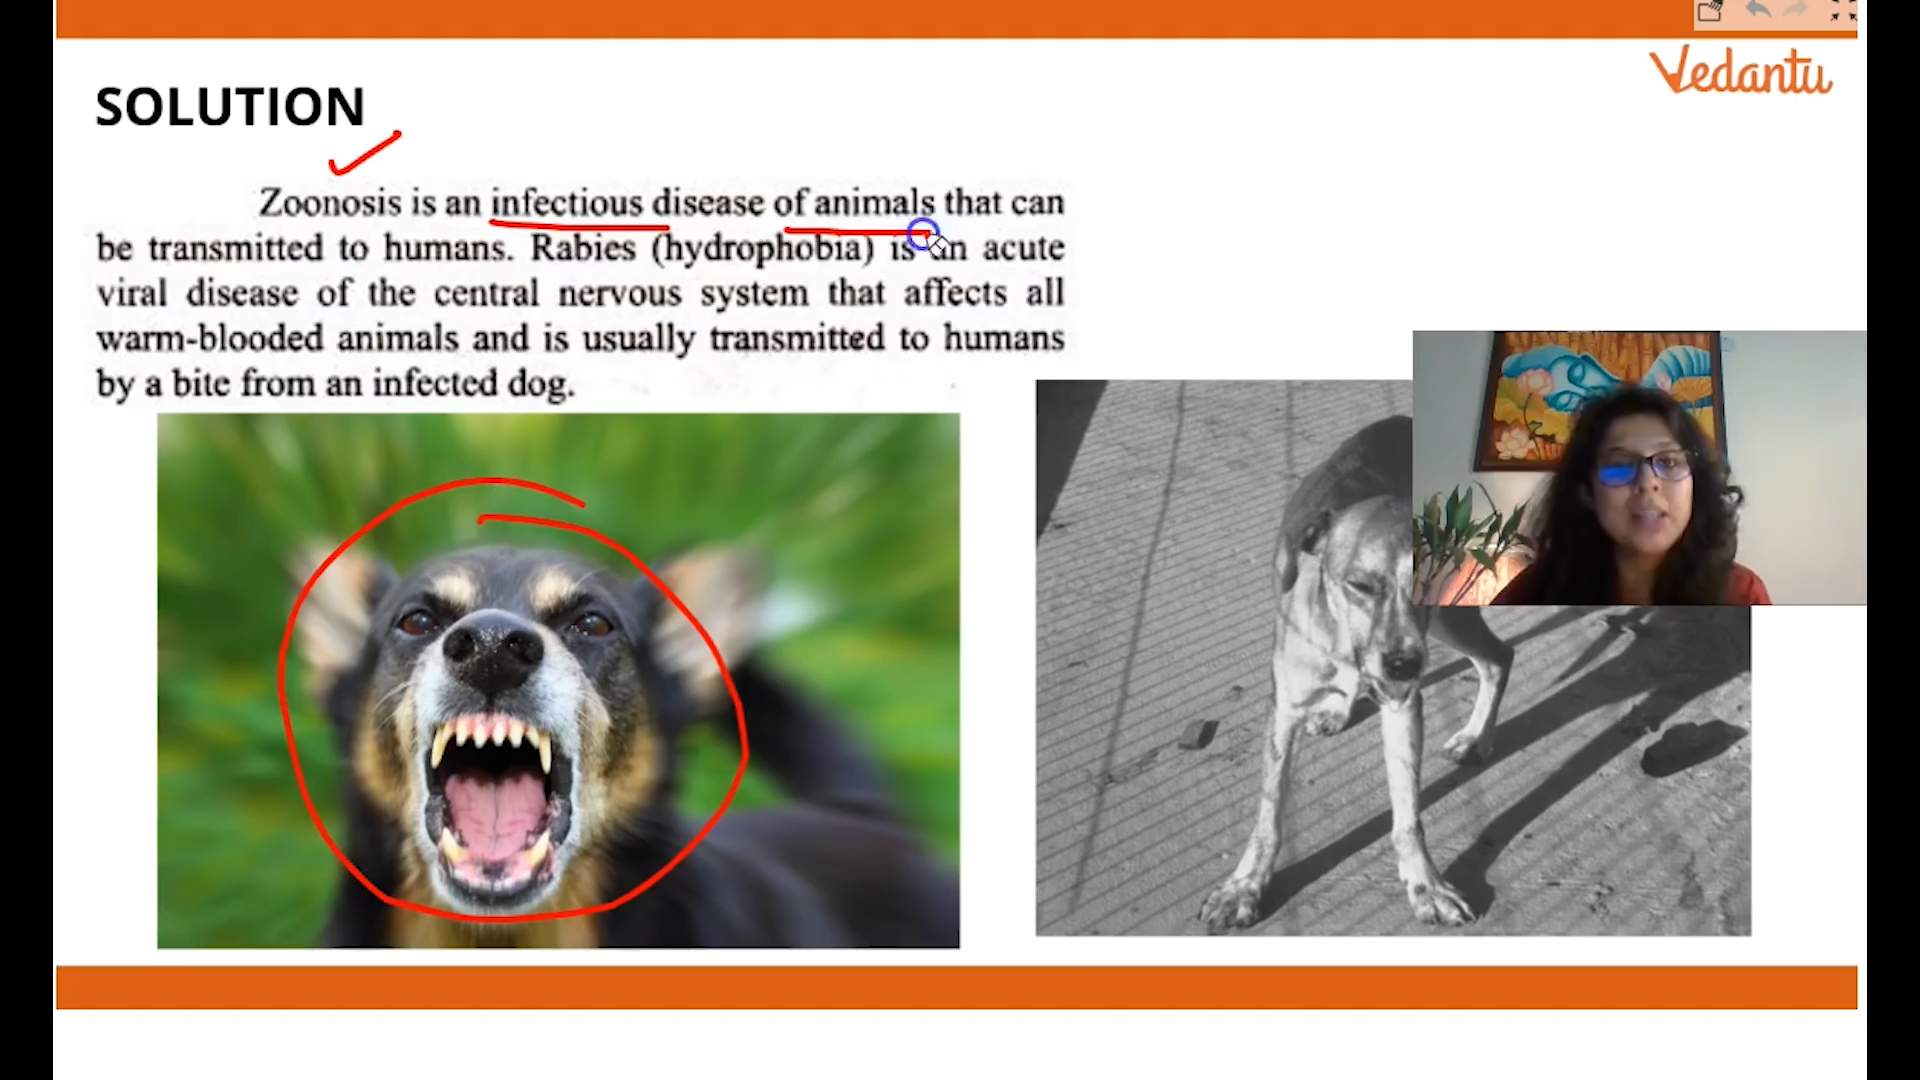 Vedantu
SOLUTION
Zoonosis is an infectious disease of animals that can
be transmitted to humans. Rabies (hydrophobia) is an acute
viral disease of the central nervous system that affects all
warm-blooded animals and is usually transmitted to humans
by a bite from an infected dog.